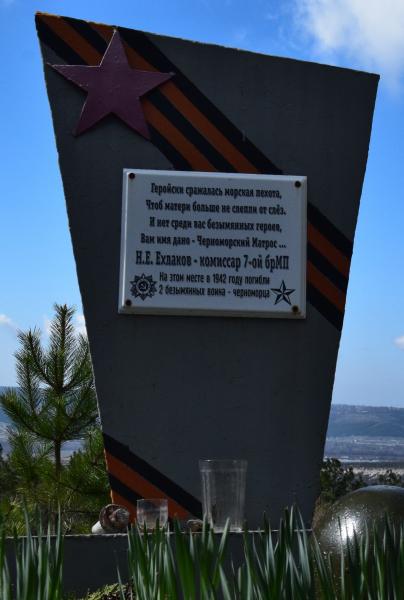 Геройски сражалась морская пехота,
Чтоб матери больше не слепли от слёз.
И нет среди вас безымянных героев,
Вам имя дано - Черноморский Матрос ...
Н.Е. Ехлаков - комиссар 7-ой брМП
На этом месте в 1942 году погибли
2 безымянных воина - черноморца